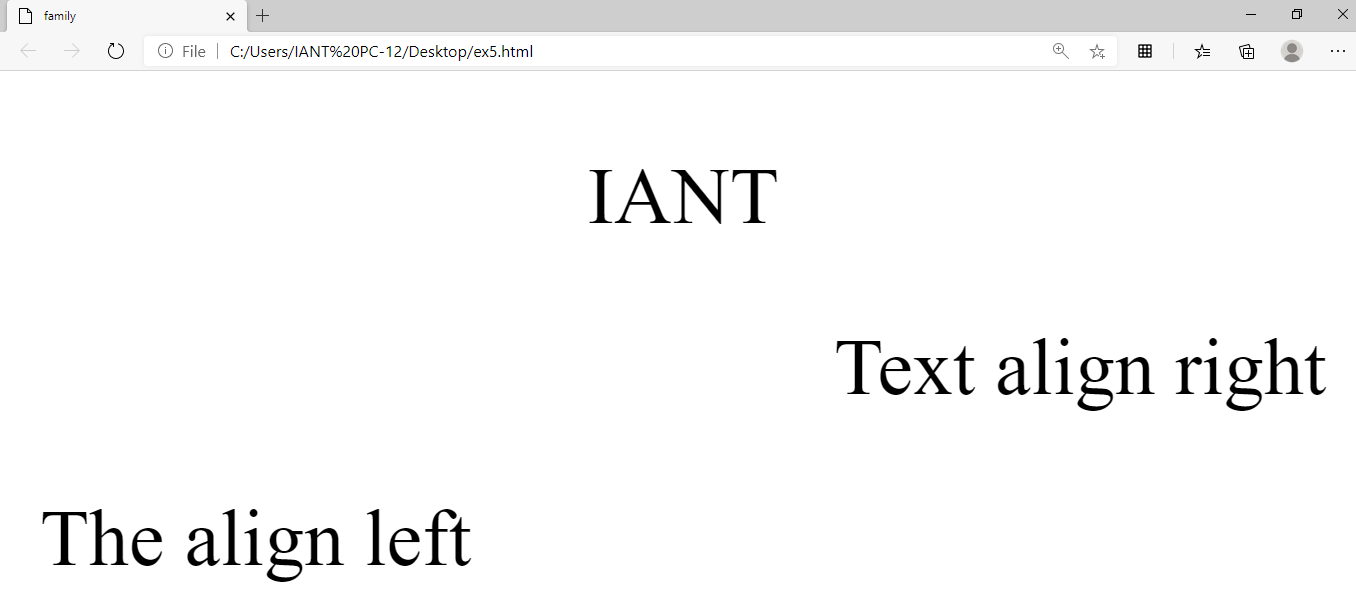 family
File
C:/Users/IANT%20PC-12/Desktop/ex5.html
IANT
Text align right
The align left